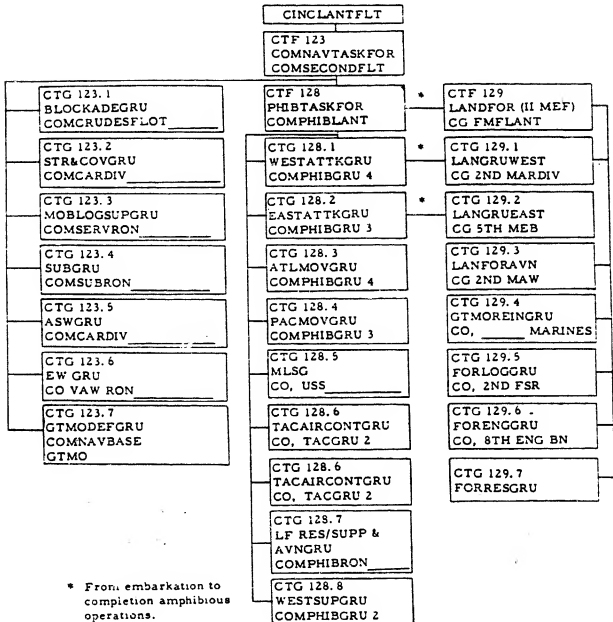 CINCLANTFLT
CTF 123
COMNAVTASKFOR
COMSECONDFLT
CTG 123.1
BLOCKADEGRU
COMCRUDESFLOT
CTG 123.2
STR&COVGRU
COMCARDIV
CTG 123.3
MOBLOGSUPGRU
COMSERVRON
CTG 123.4
SUBGRU
COMSUBRON
CTG 123.5
ASWGRU
COMCARDIV
CTG 123.6
EW GRU
CO VAW RON
CTG 123.7
GTMODEFGRU
COMNAVBASE
GTMO
CTF 128
PHIBTASKFOR
COMPHIBLANT
CTG 128.1
WESTATTKGRU
COMPHIBGRU 4
CTG 128.2
EASTATTKGRU
COMPHIBGRU 3
CTG 128.3
ATLMOVGRU
COMPHIBGRU 4
CTG 128.4
PACMOVGRU
COMPHIBGRU 3
CTG 128.5
MLSG
CO, USS
CTG 128.6
TACAIRCONTGRU
CO, TACGRU 2
CTG 128.6
TACAIRCONTGRU
CO, TACGRU 2
CTG 128.7
LF RES/SUPP &
AVNGRU
COMPHIBRON
CTG 128.8
WESTSUPGRU
COMPHIBGRU 2
*
*
*
CTF 129
LANDFOR (II MEF)
CG FMFLANT
CTG 129.1
LANGRUWEST
CG 2ND MARDIV
CTG 129.2
LANGRUEAST
CG 5TH MEB
CTG 129.3
LANFORAVN
CG 2ND MAW
CTG 129.4
GTMOREINGRU
CO, _____ MARINES
CTG 129.5
FORLOGGRU
CO, 2ND FSR
CTG 129.6
FORENGGRU
CO, 8TH ENG BN
CTG 129.7
FORRESGRU
* From embarkation to
completion amphibious
operations.